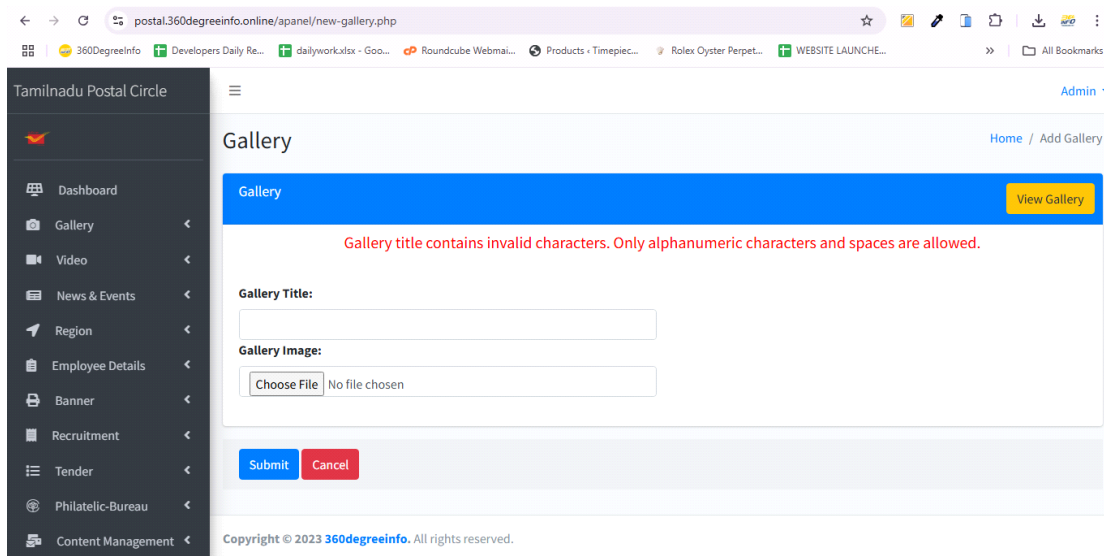 postal.360degreeinfo.online/apanel/new-gallery.php
360DegreeInfo Developers Daily Re... dailywork.xlsx - Goo... Roundcube Webmai... Products ‹ Timepiec... Rolex Oyster Perpet... WEBSITE LAUNCHE... » All Bookmarks
Tamilnadu Postal Circle
Admin
Gallery
Home / Add Gallery
Dashboard
Gallery
Video
News & Events
Region
Employee Details
Banner
Recruitment
Tender
Philatelic-Bureau
Content Management
Gallery
View Gallery
Gallery title contains invalid characters. Only alphanumeric characters and spaces are allowed.
Gallery Title:
Gallery Image:
Choose File No file chosen
Submit Cancel
Copyright © 2023 360degreeinfo. All rights reserved.